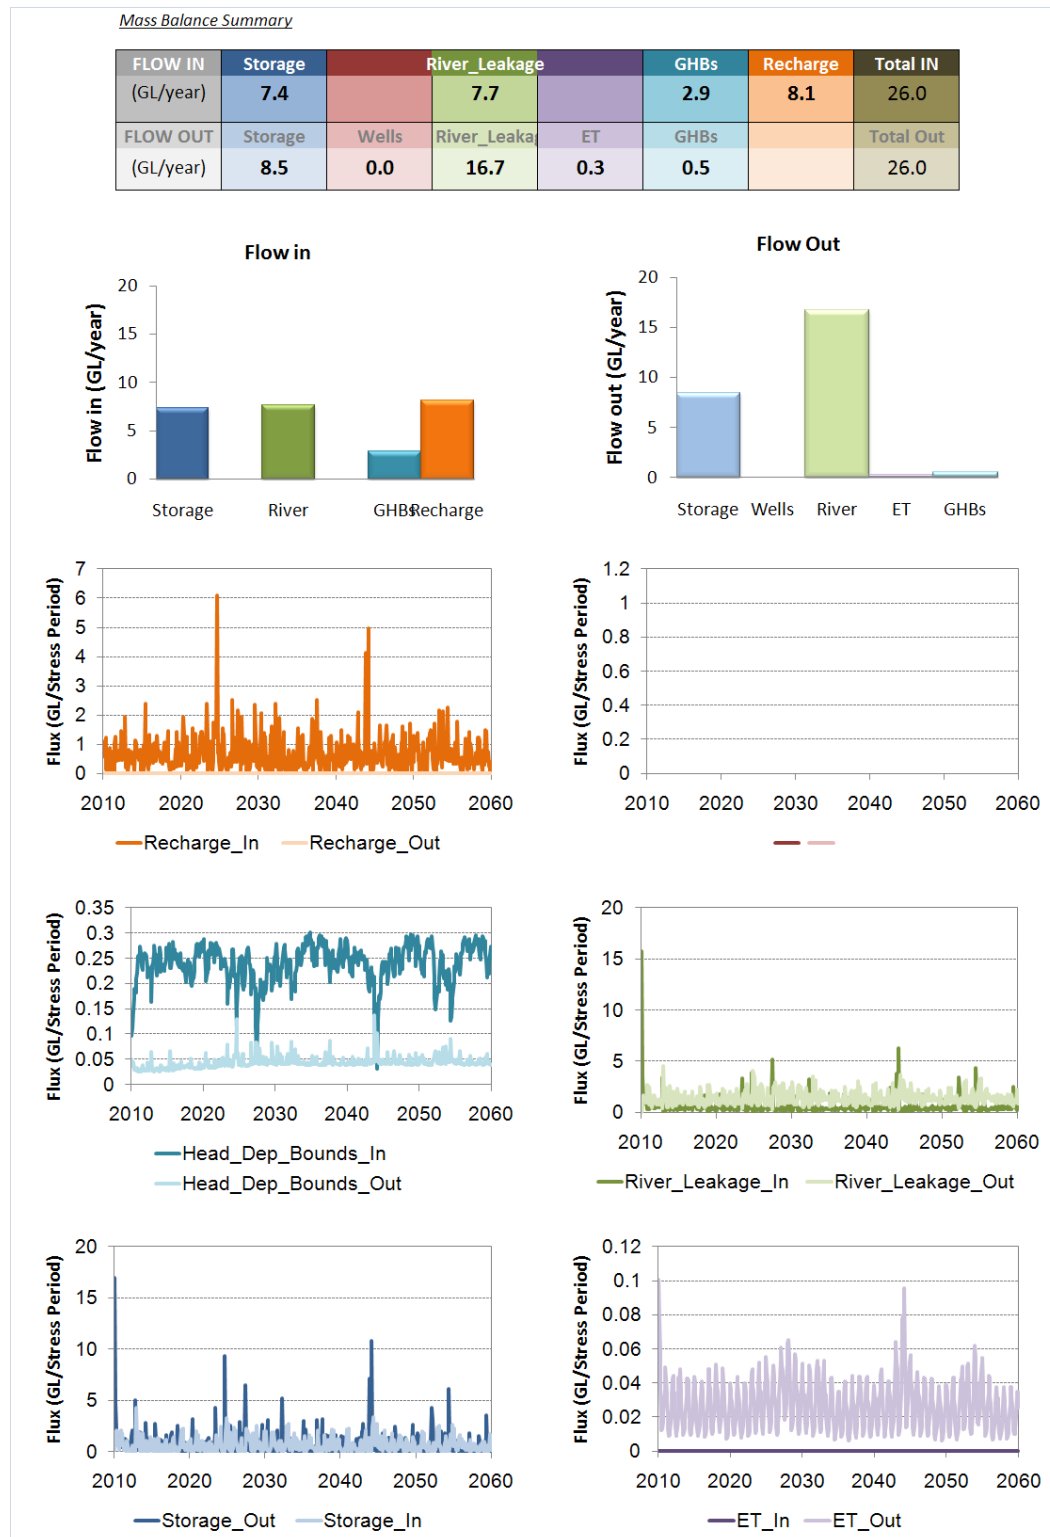 Mass Balance Summary
FLOW IN Storage River_Leakage GHBs Recharge Total IN
(GL/year) 7.4 7.7 2.9 8.1 26.0
FLOW OUT Storage Wells River_Leakag ET GHBs Total Out
(GL/year) 8.5 0.0 16.7 0.3 0.5 26.0
Flow in
Flow in (GL/year)
20
15
10
5
0
Storage River GHBs Recharge
Flow Out
Flow out (GL/year)
20
15
10
5
0
Storage Wells River ET GHBs
Flux (GL/Stress Period)
7
6
5
4
3
2
1
0
2010 2020 2030 2040 2050 2060
Recharge_In Recharge_Out
Flux (GL/Stress Period)
1.2
1
0.8
0.6
0.4
0.2
0
2010 2020 2030 2040 2050 2060
Flux (GL/Stress Period)
0.35
0.3
0.25
0.2
0.15
0.1
0.05
0
2010 2020 2030 2040 2050 2060
Head_Dep_Bounds_In
Head_Dep_Bounds_Out
Flux (GL/Stress Period)
20
15
10
5
0
2010 2020 2030 2040 2050 2060
River_Leakage_In River_Leakage_Out
Flux (GL/Stress Period)
20
15
10
5
0
2010 2020 2030 2040 2050 2060
Storage_Out Storage_In
Flux (GL/Stress Period)
0.12
0.1
0.08
0.06
0.04
0.02
0
2010 2020 2030 2040 2050 2060
ET_In ET_Out